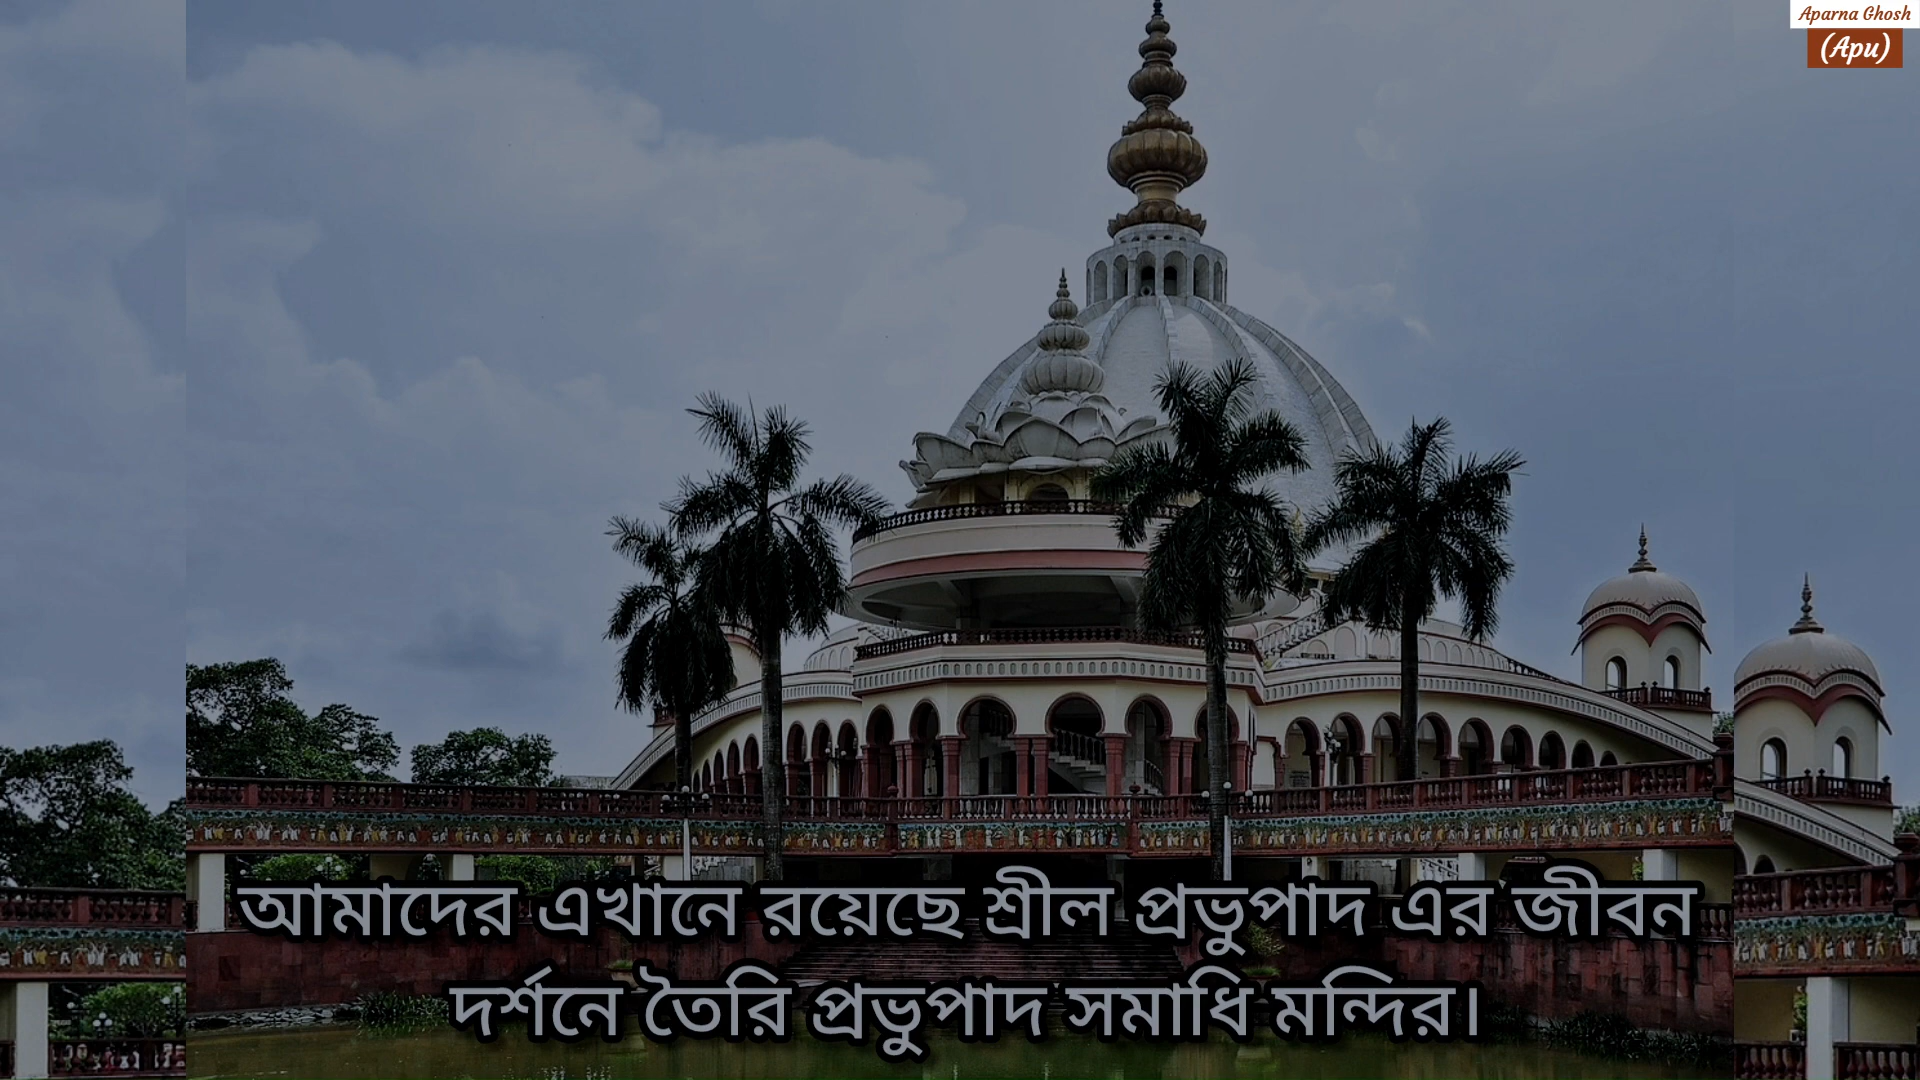 Aparna Ghosh
(Apu)
আমাদের এখানে রয়েছে শ্রীল প্রভুপাদ এর জীবন
দর্শনে তৈরি প্রভুপাদ সমাধি মন্দির।